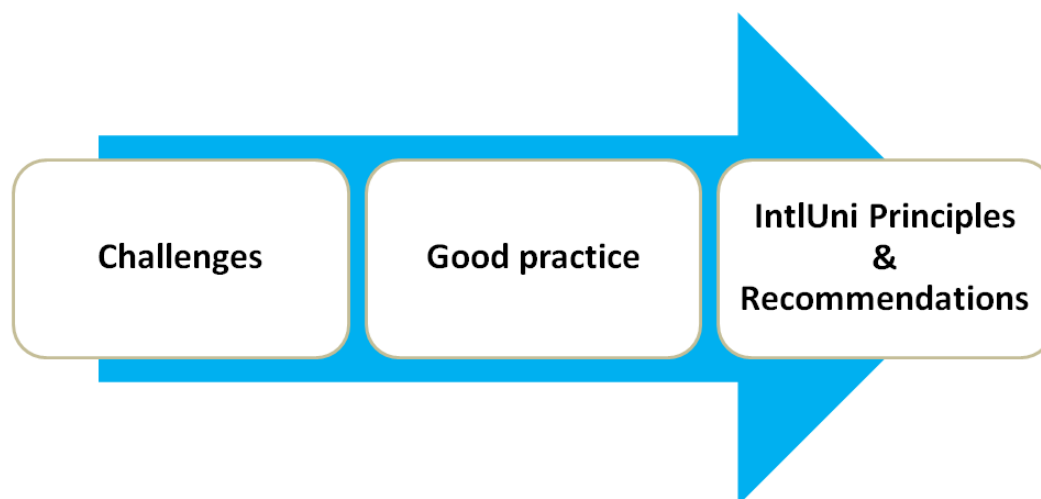 Challenges
Good practice
IntlUni Principles
&
Recommendations